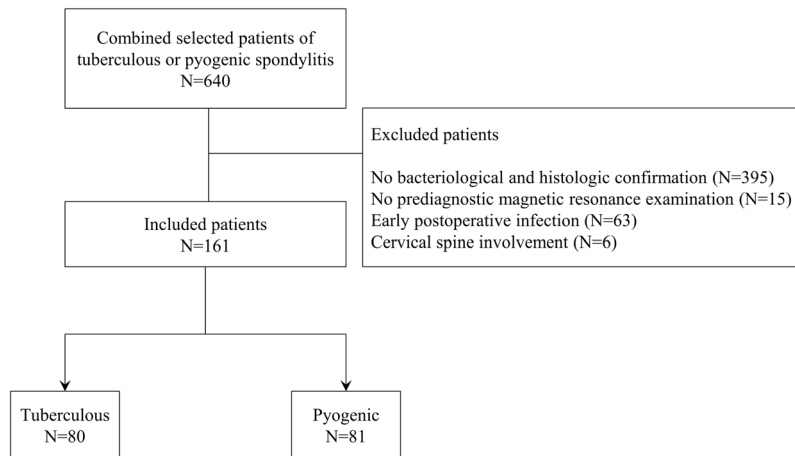 Combined selected patients of
tuberculous or pyogenic spondylitis
N=640
Excluded patients
No bacteriological and histologic confirmation (N=395)
No prediagnostic magnetic resonance examination (N=15)
Early postoperative infection (N=63)
Cervical spine involvement (N=6)
Included patients
N=161
Tuberculous
N=80
Pyogenic
N=81